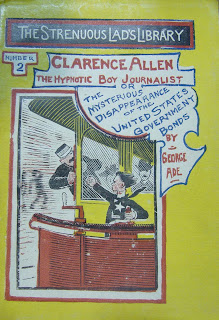 THE STRENUOUS LAD'S LIBRARY
NUMBER
2
CLARENCE ALLEN
THE HYPNOTIC BOY JOURNALIST
OR
THE
MYSTERIOUS
DISAPPEARANCE
OF THE
UNITED STATES
GOVERNMENT
BONDS
BY
GEORGE
ADE